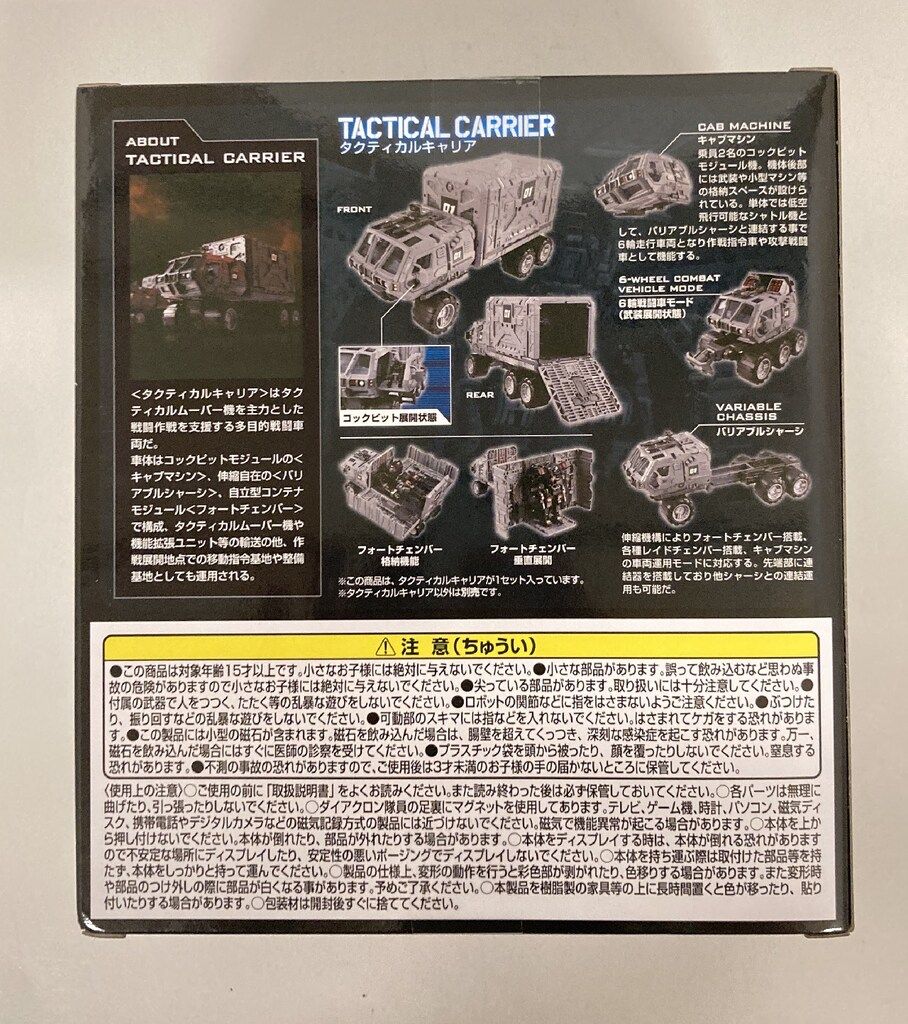 ABOUT
TACTICAL CARRIER
<タクティカルキャリア>はタク
ティカルムーバー機を主力とした
戦闘作戦を支援する多目的戦闘車
両だ。
車体はコックピットモジュールの<
キャブマシン>、伸縮自在の<バリ
アブルシャーシ>、自立型コンテナ
モジュール<フォートチェンバー>
で構成、タクティカルムーバー機や
機能拡張ユニット等の輸送の他、作
戦展開地点での移動指令基地や整備
基地としても運用される。
TACTICAL CARRIER
タクティカルキャリア
FRONT
01
01
コックピット展開状態
REAR
フォートチェンバー
格納機能
フォートチェンバー
垂直展開
※この商品は、タクティカルキャリアが1セット入っています。
※タクティカルキャリア以外は別売です。
CAB MACHINE
キャブマシン
乗員2名のコックピット
モジュール機。機体後部
には武装や小型マシン等
の格納スペースが設けら
れている。単体では低空
飛行可能なシャトル機と
して、バリアブルシャーシと連結する事で
6輪走行車両となり作戦指令車や攻撃戦闘
車として機能する。
6-WHEEL COMBAT
VEHICLE MODE
6輪戦闘車モード
(武装展開状態)
VARIABLE
CHASSIS
バリアブルシャーシ
伸縮機構によりフォートチェンバー搭載、
各種レイドチェンバー搭載、キャブマシン
の車両運用モードに対応する。先端部に連
結器を搭載しており他シャーシとの連結運
用も可能だ。
⚠注 意(ちゅうい)
●この商品は対象年齢15才以上です。小さなお子様には絶対に与えないでください。●小さな部品があります。誤って飲み込むなど思わぬ事
故の危険がありますので小さなお子様には絶対に与えないでください。●尖っている部品があります。取り扱いには十分注意してください。●
付属の武器で人をつつく、たたく等の乱暴な遊びをしないでください。●ロボットの関節などに指をはさまないようご注意ください。●ぶつけた
り、振り回すなどの乱暴な遊びをしないでください。●可動部のスキマには指などを入れないでください。はさまれてケガをする恐れがありま
す。●この製品には小型の磁石が含まれます。磁石を飲み込んだ場合は、腸壁を超えてくっつき、深刻な感染症を起こす恐れがあります。万一、
磁石を飲み込んだ場合にはすぐに医師の診察を受けてください。●プラスチック袋を頭から被ったり、顔を覆ったりしないでください。窒息する
恐れがあります。●不測の事故の恐れがありますので、ご使用後は3才未満のお子様の手の届かないところに保管してください。
〈使用上の注意〉○ご使用の前に「取扱説明書」をよくお読みください。また読み終わった後は必ず保管しておいてください。○各パーツは無理に
曲げたり、引っ張ったりしないでください。○ダイアクロン隊員の足裏にマグネットを使用してあります。テレビ、ゲーム機、時計、パソコン、磁気ディ
スク、携帯電話やデジタルカメラなどの磁気記録方式の製品には近づけないでください。磁気で機能異常が起こる場合があります。○本体を上か
ら押し付けないでください。本体が倒れたり、部品が外れたりする場合があります。○本体をディスプレイする時は、本体が倒れる恐れがあります
ので不安定な場所にディスプレイしたり、安定性の悪いポージングでディスプレイしないでください。○本体を持ち運ぶ際は取付けた部品等を持
たず、本体をしっかりと持って運んでください。○製品の仕様上、変形の動作を行うと彩色部が剥がれたり、色移りする場合があります。また変形時
や部品のつけ外しの際に部品が白くなる事があります。予めご了承ください。○本製品を樹脂製の家具等の上に長時間置くと色が移ったり、貼り
付いたりする場合があります。○包装材は開封後すぐに捨ててください。